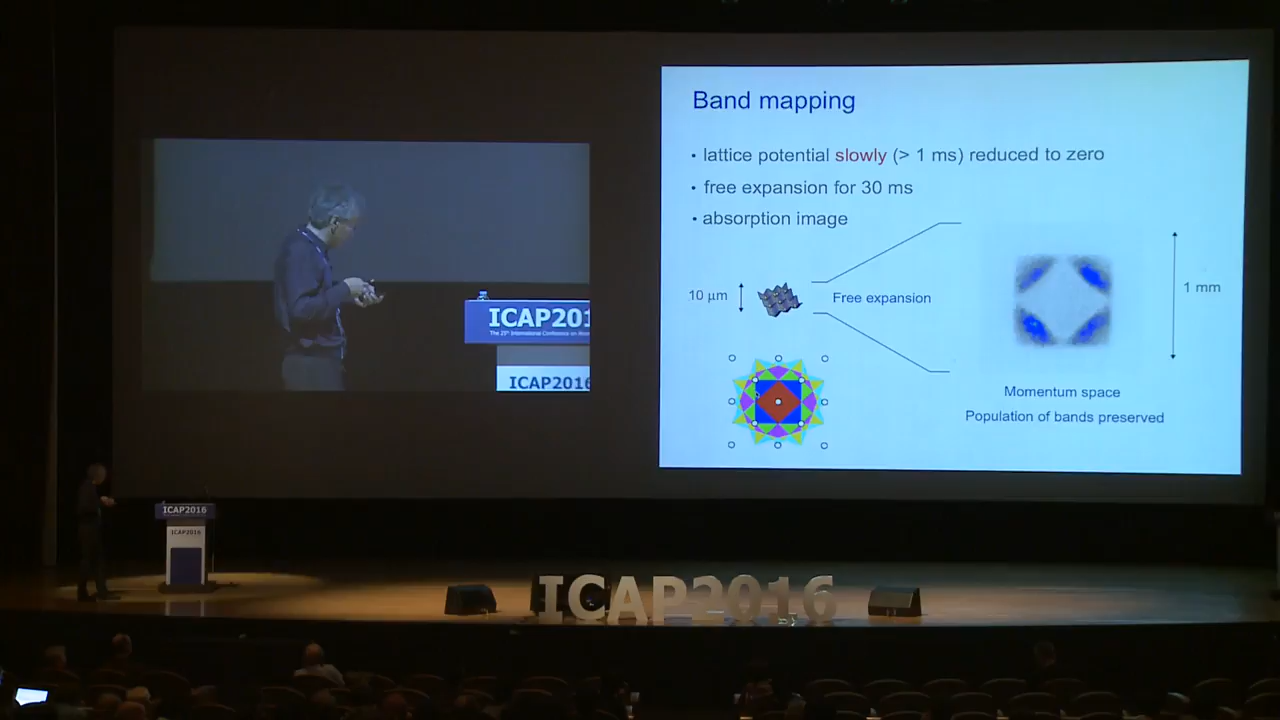 Band mapping
• lattice potential slowly (> 1 ms) reduced to zero
• free expansion for 30 ms
• absorption image
10 µm
Free expansion
1 mm
Momentum space
Population of bands preserved
ICAP201
ICAP2016
ICAP2016
ICAP2016
ICAP2016